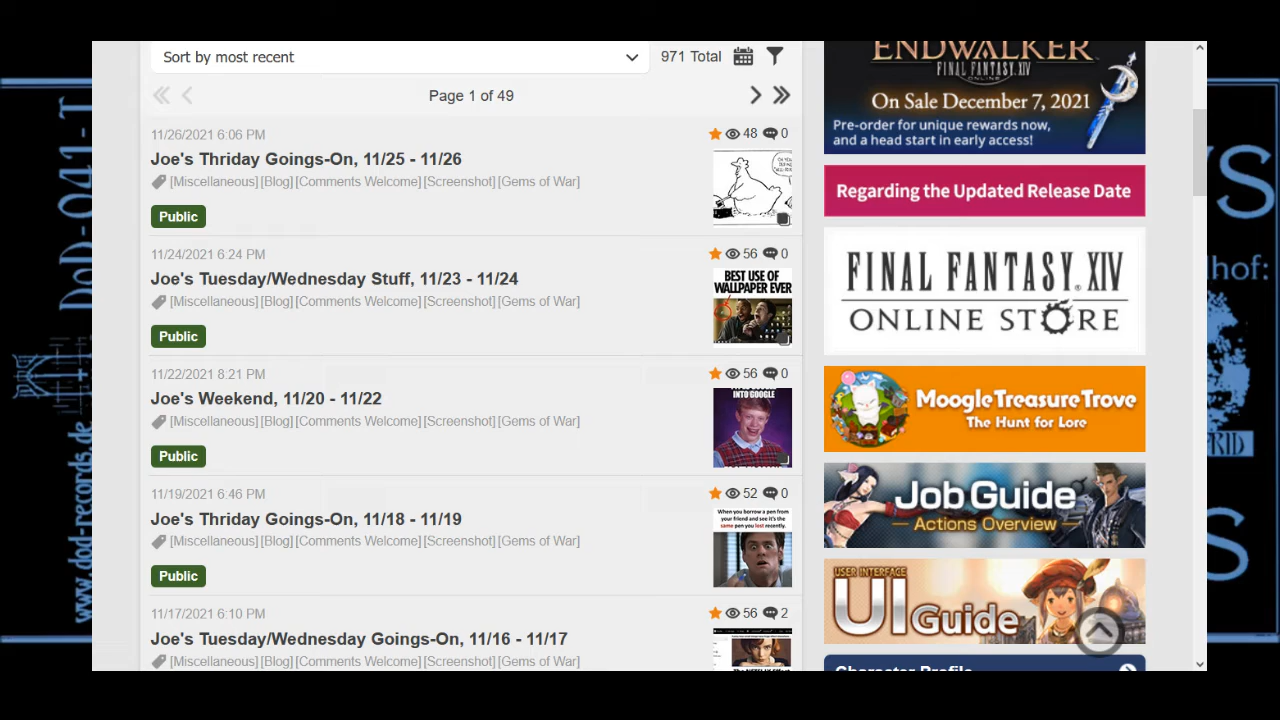 Sort by most recent
971 Total
Page 1 of 49
11/26/2021 6:06 PM
48
0
Joe's Thriday Goings-On, 11/25 - 11/26
[Miscellaneous] [Blog] [Comments Welcome] [Screenshot] [Gems of War]
Public
11/24/2021 6:24 PM
56
0
Joe's Tuesday/Wednesday Stuff, 11/23 - 11/24
[Miscellaneous] [Blog] [Comments Welcome] [Screenshot] [Gems of War]
BEST USE OF
WALLPAPER EVER
Public
11/22/2021 8:21 PM
56
0
Joe's Weekend, 11/20 - 11/22
[Miscellaneous] [Blog] [Comments Welcome] [Screenshot] [Gems of War]
INTO GOOGLE
Public
11/19/2021 6:46 PM
52
0
Joe's Thriday Goings-On, 11/18 - 11/19
[Miscellaneous] [Blog] [Comments Welcome] [Screenshot] [Gems of War]
When you borrow a pen from
your friend and see it's the
same pen you lost recently.
Public
11/17/2021 6:10 PM
56
2
Joe's Tuesday/Wednesday Goings-On, 11/16 - 11/17
[Miscellaneous] [Blog] [Comments Welcome] [Screenshot] [Gems of War]
ENDWALKER
FINAL FANTASY XIV
ONLINE
On Sale December 7, 2021
Pre-order for unique rewards now,
and a head start in early access!
Regarding the Updated Release Date
FINAL FANTASY XIV
ONLINE STORE
Moogle Treasure Trove
The Hunt for Lore
Job Guide
Actions Overview
USER INTERFACE
UI Guide
Character Profile
www.dod-records.de
DoD-041-T
lhof:
RID